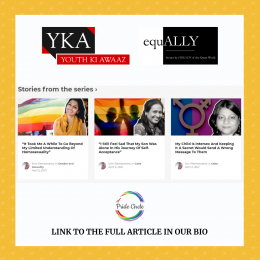 YKA
YOUTH KI AWAAZ
equALLY
Stories from the series ›
"It Took Me A While To Go Beyond
My Limited Understanding Of
Homosexuality"
"I Still Feel Sad That My Son Was
Alone In His Journey Of Self
Acceptance"
My Child Is Intersex And Keeping
It A Secret Would Send A Wrong
Message To Them
Pride Circle
LINK TO THE FULL ARTICLE IN OUR BIO